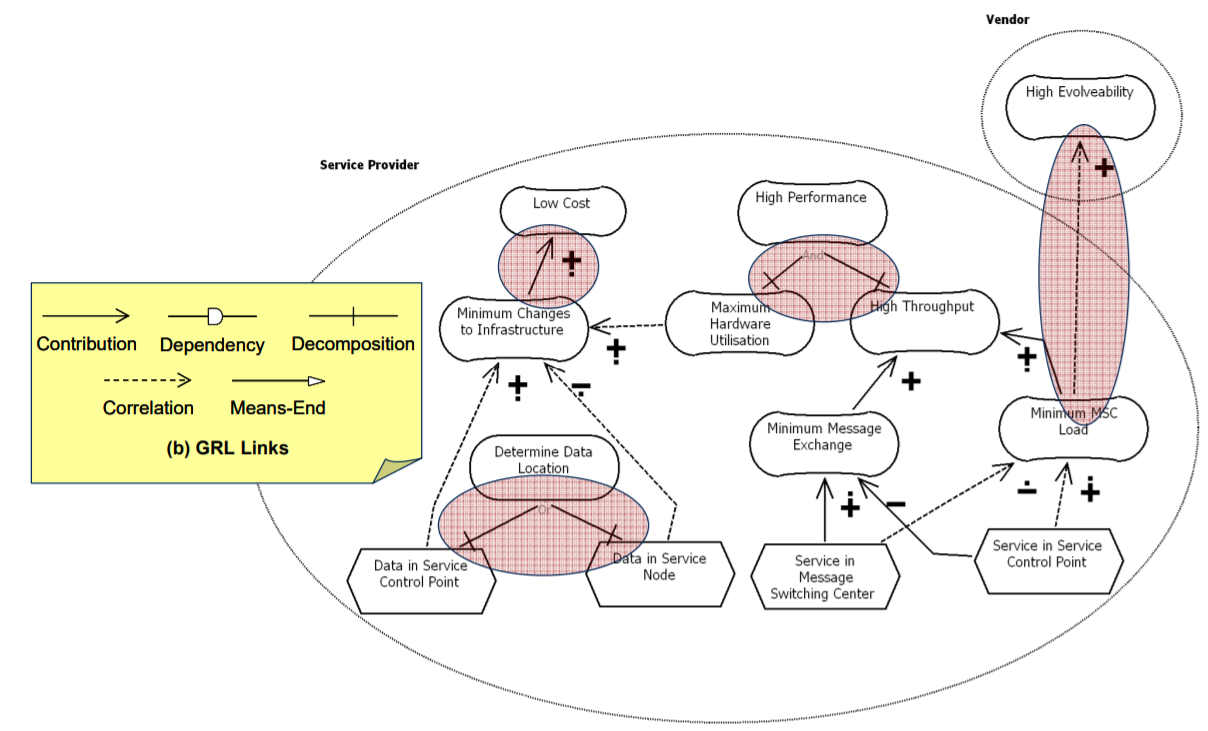 Vendor
High Evolveability
+
Service Provider
Low Cost
High Performance
And
Minimum Changes
to Infrastructure
Maximum
Hardware
Utilisation
High Throughput
+
Contribution
Dependency
Decomposition
Correlation
Means-End
(b) GRL Links
Minimum Message
Exchange
Minimum MSC
Load
Determine Data
Location
Or
-
Data in Service
Control Point
Data in Service
Node
Service in
Message
Switching Center
Service in Service
Control Point